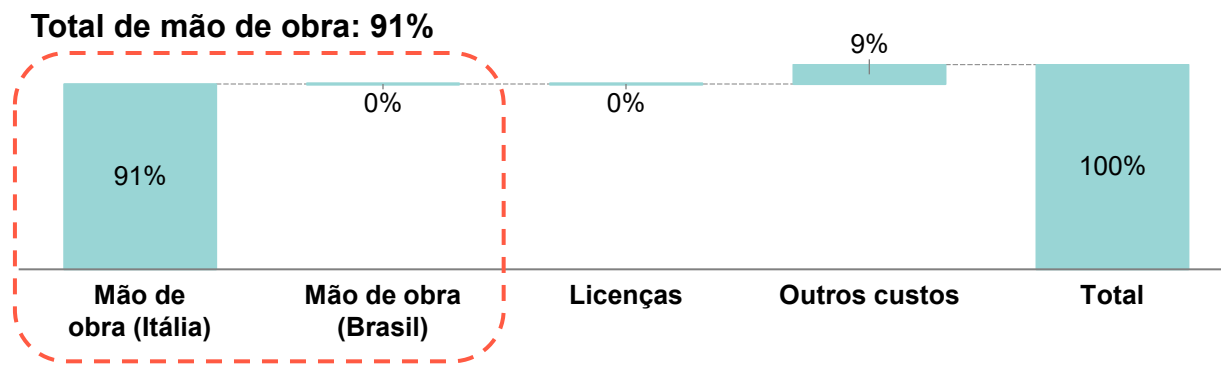 Total de mão de obra: 91%
9%
0%
0%
91%
100%
Mão de
obra (Itália)
Mão de obra
(Brasil)
Licenças
Outros custos
Total